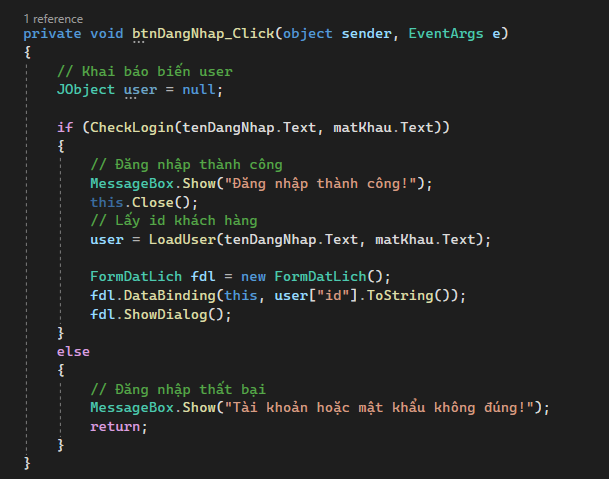 1 reference
private void btnDangNhap_Click(object sender, EventArgs e)
{
    // Khai báo biến user
    JObject user = null;

    if (CheckLogin(tenDangNhap.Text, matKhau.Text))
    {
        // Đăng nhập thành công
        MessageBox.Show("Đăng nhập thành công!");
        this.Close();
        // Lấy id khách hàng
        user = LoadUser(tenDangNhap.Text, matKhau.Text);

        FormDatLich fdl = new FormDatLich();
        fdl.DataBinding(this, user["id"].ToString());
        fdl.ShowDialog();
    }
    else
    {
        // Đăng nhập thất bại
        MessageBox.Show("Tài khoản hoặc mật khẩu không đúng!");
        return;
    }
}